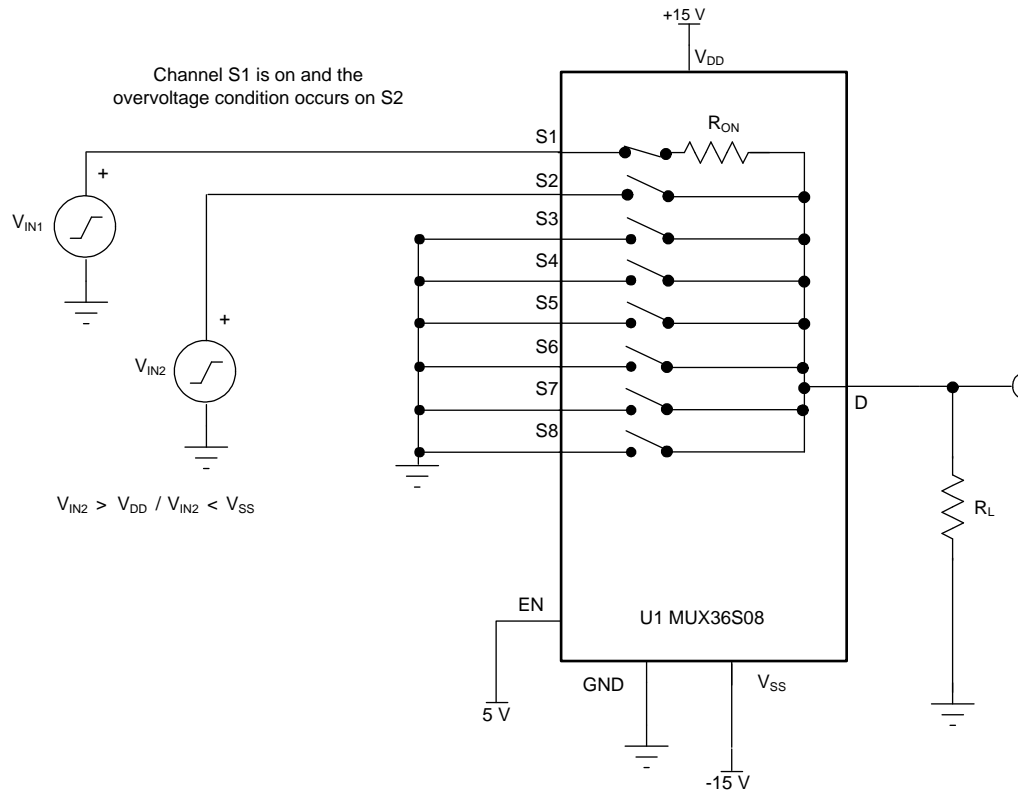 +15 V
VDD
Channel S1 is on and the
overvoltage condition occurs on S2
S1
RON
+
S2
VIN1
S3
S4
+
S5
S6
VIN2
S7
D
S8
VIN2 > VDD / VIN2 < VSS
RL
EN
U1 MUX36S08
GND
VSS
5 V
-15 V